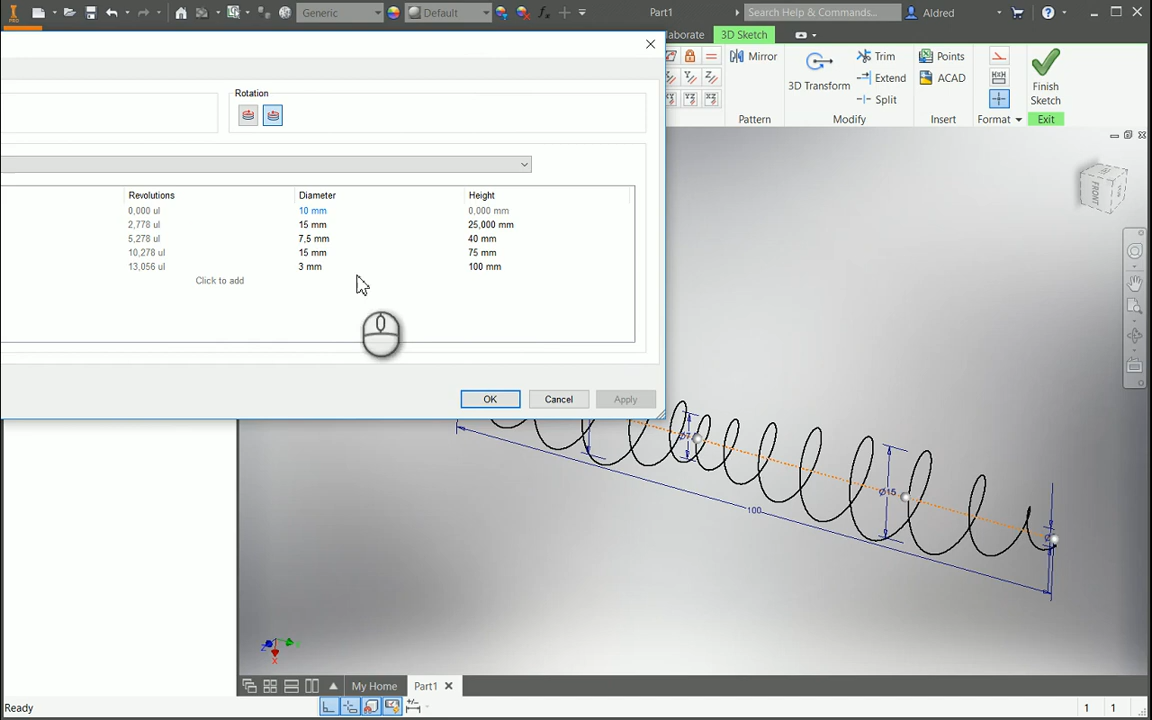 PRO
Generic
Default
Part1
Search Help & Commands...
Aldred
laborate
3D Sketch
Mirror
Pattern
3D Transform
Trim
Extend
Split
Modify
Points
ACAD
Insert
Format
Finish
Sketch
Exit
Rotation
Revolutions Diameter Height
0,000 ul 10 mm 0,000 mm
2,778 ul 15 mm 25,000 mm
5,278 ul 7,5 mm 40 mm
10,278 ul 15 mm 75 mm
13,056 ul 3 mm 100 mm
Click to add
OK Cancel Apply
FRONT
Ø15
100
Z
X
My Home
Part1
Ready
1 1